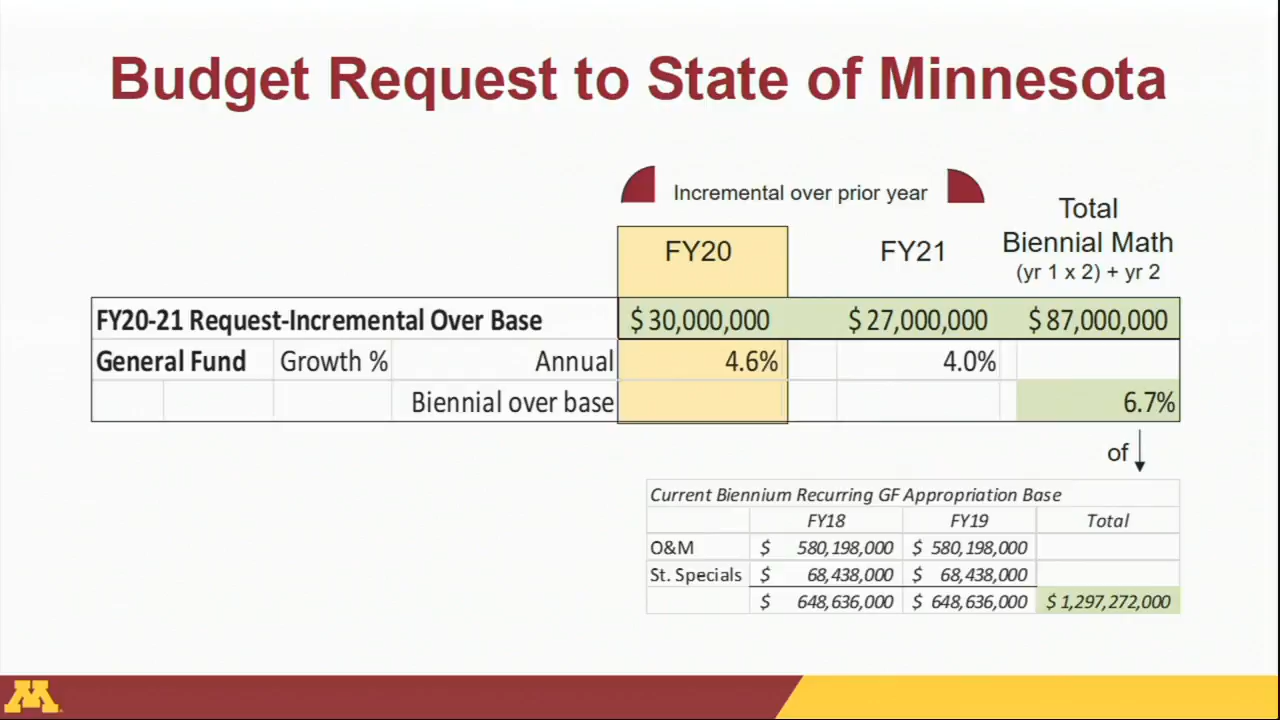 Budget Request to State of Minnesota
Incremental over prior year
Total
Biennial Math
(yr 1 x 2) + yr 2
FY20 FY21
FY20-21 Request-Incremental Over Base $ 30,000,000 $ 27,000,000 $ 87,000,000
General Fund Growth % Annual 4.6% 4.0%
Biennial over base 6.7%
of
Current Biennium Recurring GF Appropriation Base
FY18 FY19 Total
O&M $ 580,198,000 $ 580,198,000
St. Specials $ 68,438,000 $ 68,438,000
$ 648,636,000 $ 648,636,000 $ 1,297,272,000
M